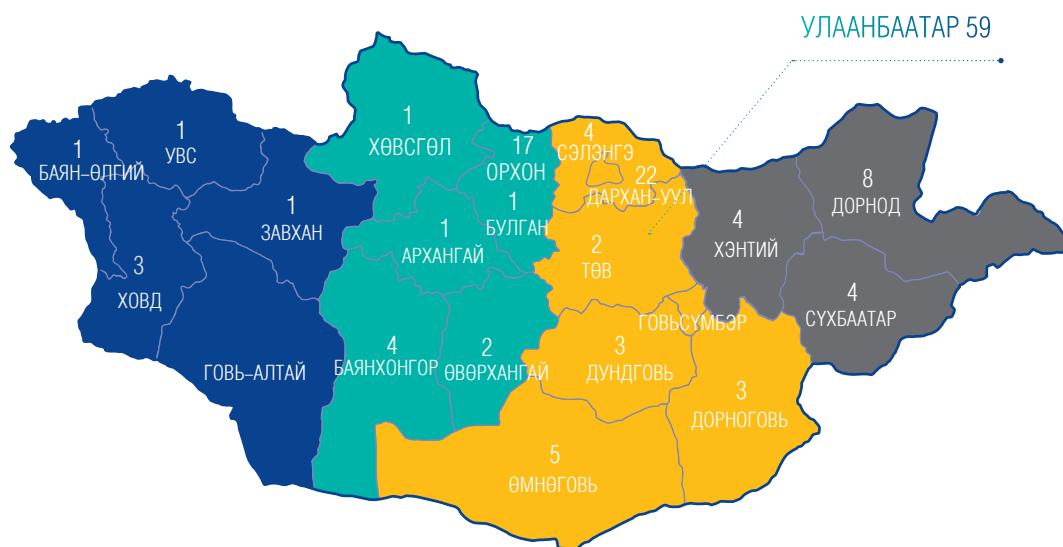 УЛААНБААТАР 59
1
БАЯН–ӨЛГИЙ
1
УВС
1
ЗАВХАН
3
ХОВД
ГОВЬ–АЛТАЙ
1
ХӨВСГӨЛ
17
ОРХОН
1
БУЛГАН
1
АРХАНГАЙ
4
БАЯНХОНГОР
2
ӨВӨРХАНГАЙ
4
СЭЛЭНГЭ
22
ДАРХАН–УУЛ
2
ТӨВ
ГОВЬСҮМБЭР
3
ДУНДГОВЬ
3
ДОРНОГОВЬ
5
ӨМНӨГОВЬ
4
ХЭНТИЙ
8
ДОРНОД
4
СҮХБААТАР